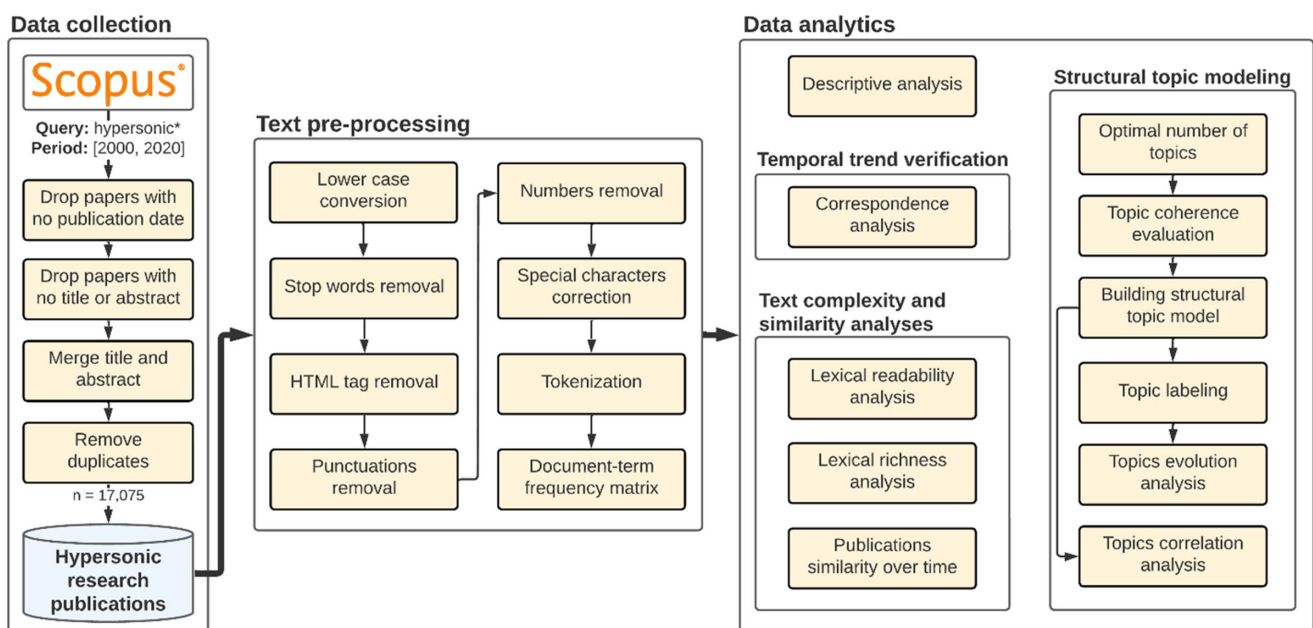 Data collection
Scopus®
Query: hypersonic*
Period: [2000, 2020]
Drop papers with
no publication date
Drop papers with
no title or abstract
Merge title and
abstract
Remove
duplicates
n = 17,075
Hypersonic
research
publications
Text pre-processing
Lower case
conversion
Stop words removal
HTML tag removal
Punctuations
removal
Numbers removal
Special characters
correction
Tokenization
Document-term
frequency matrix
Data analytics
Descriptive analysis
Temporal trend verification
Correspondence
analysis
Text complexity and
similarity analyses
Lexical readability
analysis
Lexical richness
analysis
Publications
similarity over time
Structural topic modeling
Optimal number of
topics
Topic coherence
evaluation
Building structural
topic model
Topic labeling
Topics evolution
analysis
Topics correlation
analysis